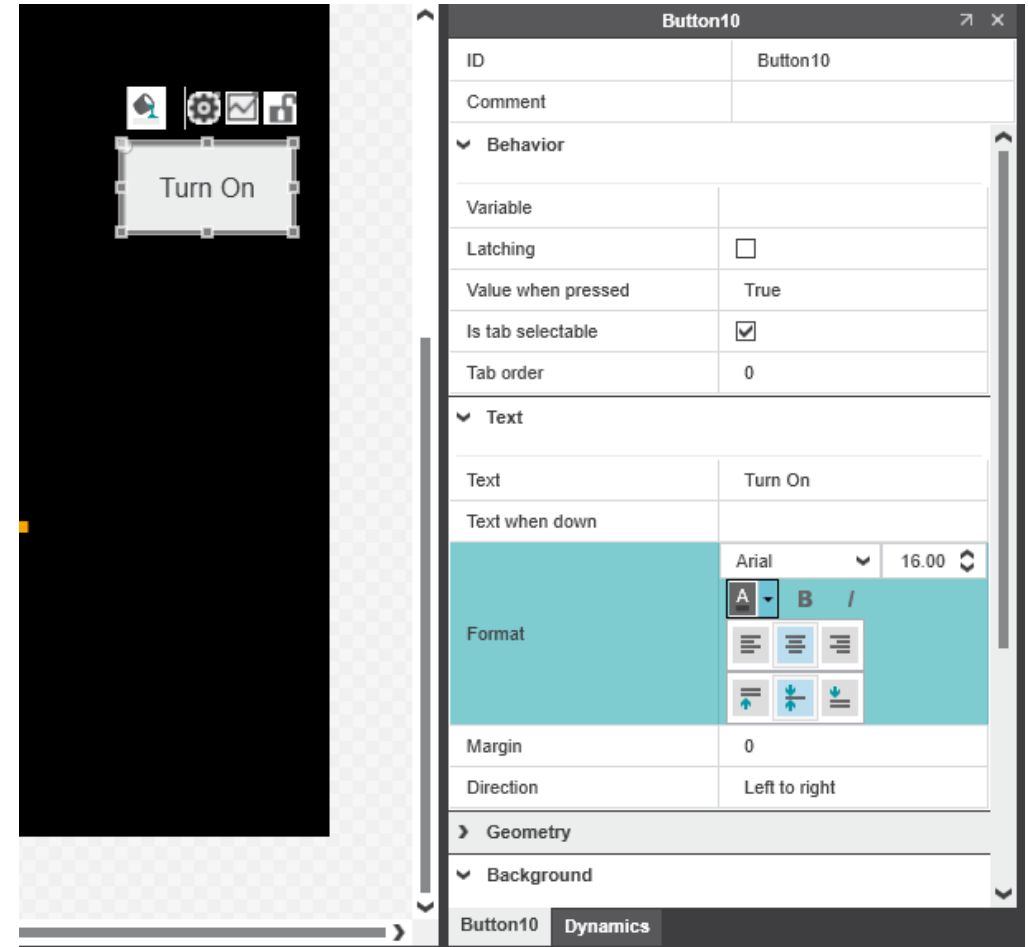 Button10
ID Button10
Comment
Behavior
Turn On
Variable
Latching
Value when pressed True
Is tab selectable
Tab order 0
Text
Text Turn On
Text when down
Arial 16.00
A B I
Format
Margin 0
Direction Left to right
Geometry
Background
Button10 Dynamics